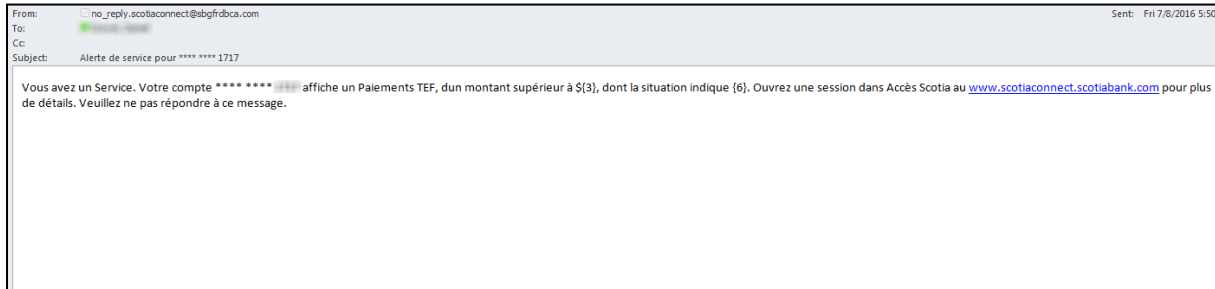 From: no_reply.scotiaconnect@sbgfrdbca.com Sent: Fri 7/8/2016 5:50
To:
Cc:
Subject: Alerte de service pour **** **** 1717
Vous avez un Service. Votre compte **** **** affiche un Paiements TEF, dun montant supérieur à ${3}, dont la situation indique {6}. Ouvrez une session dans Accès Scotia au www.scotiaconnect.scotiabank.com pour plus
de détails. Veuillez ne pas répondre à ce message.